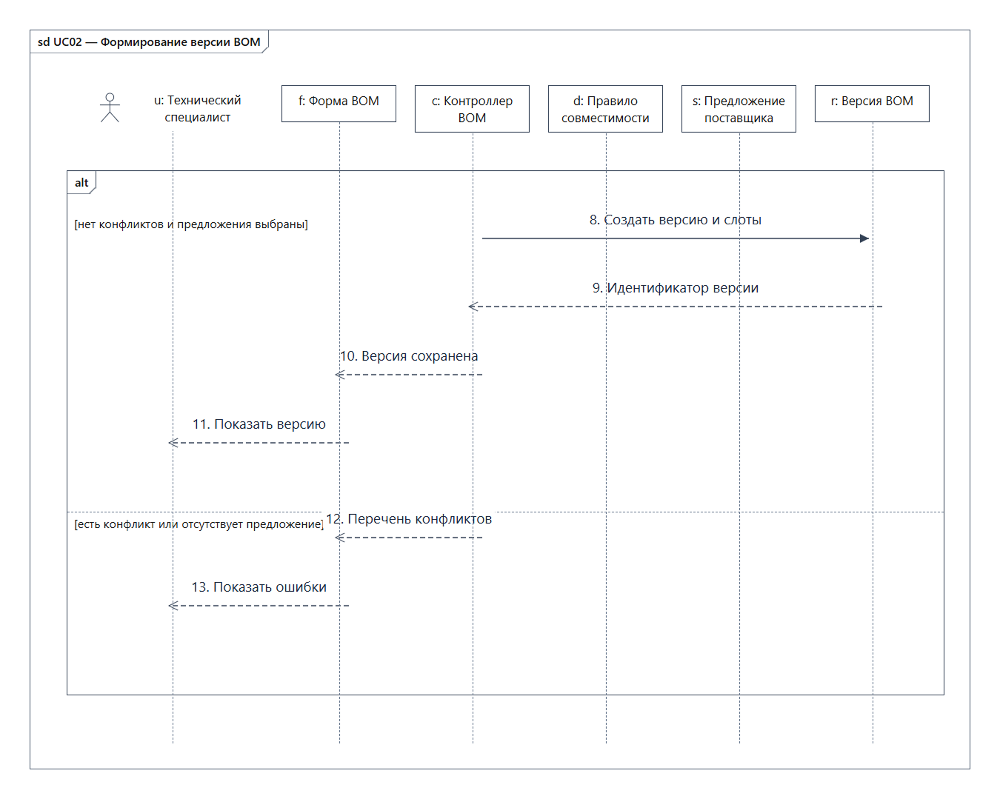 sd UC02 — Формирование версии BOM
u: Технический
специалист
f: Форма BOM
c: Контроллер
BOM
d: Правило
совместимости
s: Предложение
поставщика
r: Версия BOM
alt
[нет конфликтов и предложения выбраны]
8. Создать версию и слоты
9. Идентификатор версии
10. Версия сохранена
11. Показать версию
[есть конфликт или отсутствует предложение]
12. Перечень конфликтов
13. Показать ошибки